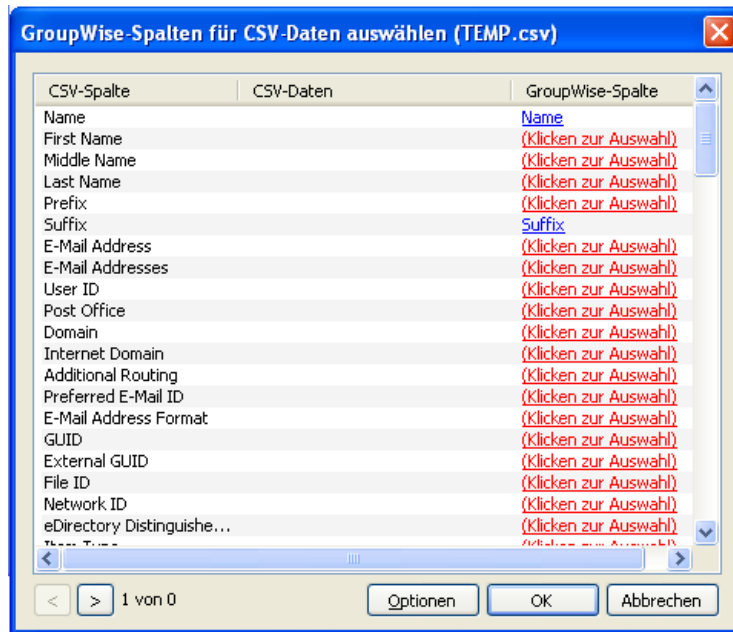 GroupWise-Spalten für CSV-Daten auswählen (TEMP.csv)
CSV-Spalte CSV-Daten GroupWise-Spalte
Name Name
First Name (Klicken zur Auswahl)
Middle Name (Klicken zur Auswahl)
Last Name (Klicken zur Auswahl)
Prefix (Klicken zur Auswahl)
Suffix Suffix
E-Mail Address (Klicken zur Auswahl)
E-Mail Addresses (Klicken zur Auswahl)
User ID (Klicken zur Auswahl)
Post Office (Klicken zur Auswahl)
Domain (Klicken zur Auswahl)
Internet Domain (Klicken zur Auswahl)
Additional Routing (Klicken zur Auswahl)
Preferred E-Mail ID (Klicken zur Auswahl)
E-Mail Address Format (Klicken zur Auswahl)
GUID (Klicken zur Auswahl)
External GUID (Klicken zur Auswahl)
File ID (Klicken zur Auswahl)
Network ID (Klicken zur Auswahl)
eDirectory Distinguishe... (Klicken zur Auswahl)
Item Type (Klicken zur Auswahl)
< > 1 von 0 Optionen OK Abbrechen